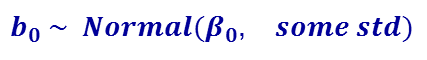 b₀ ~ Normal(β₀, some std)